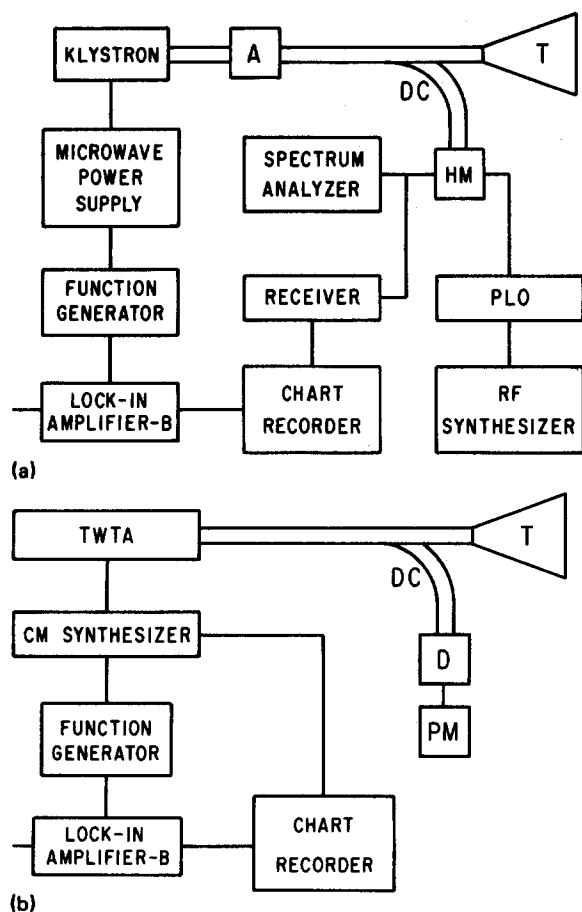 KLYSTRON
A
T
DC
MICROWAVE
POWER
SUPPLY
SPECTRUM
ANALYZER
HM
FUNCTION
GENERATOR
RECEIVER
PLO
LOCK-IN
AMPLIFIER-B
CHART
RECORDER
RF
SYNTHESIZER
(a)
TWTA
T
DC
CM SYNTHESIZER
D
FUNCTION
GENERATOR
PM
LOCK-IN
AMPLIFIER-B
CHART
RECORDER
(b)